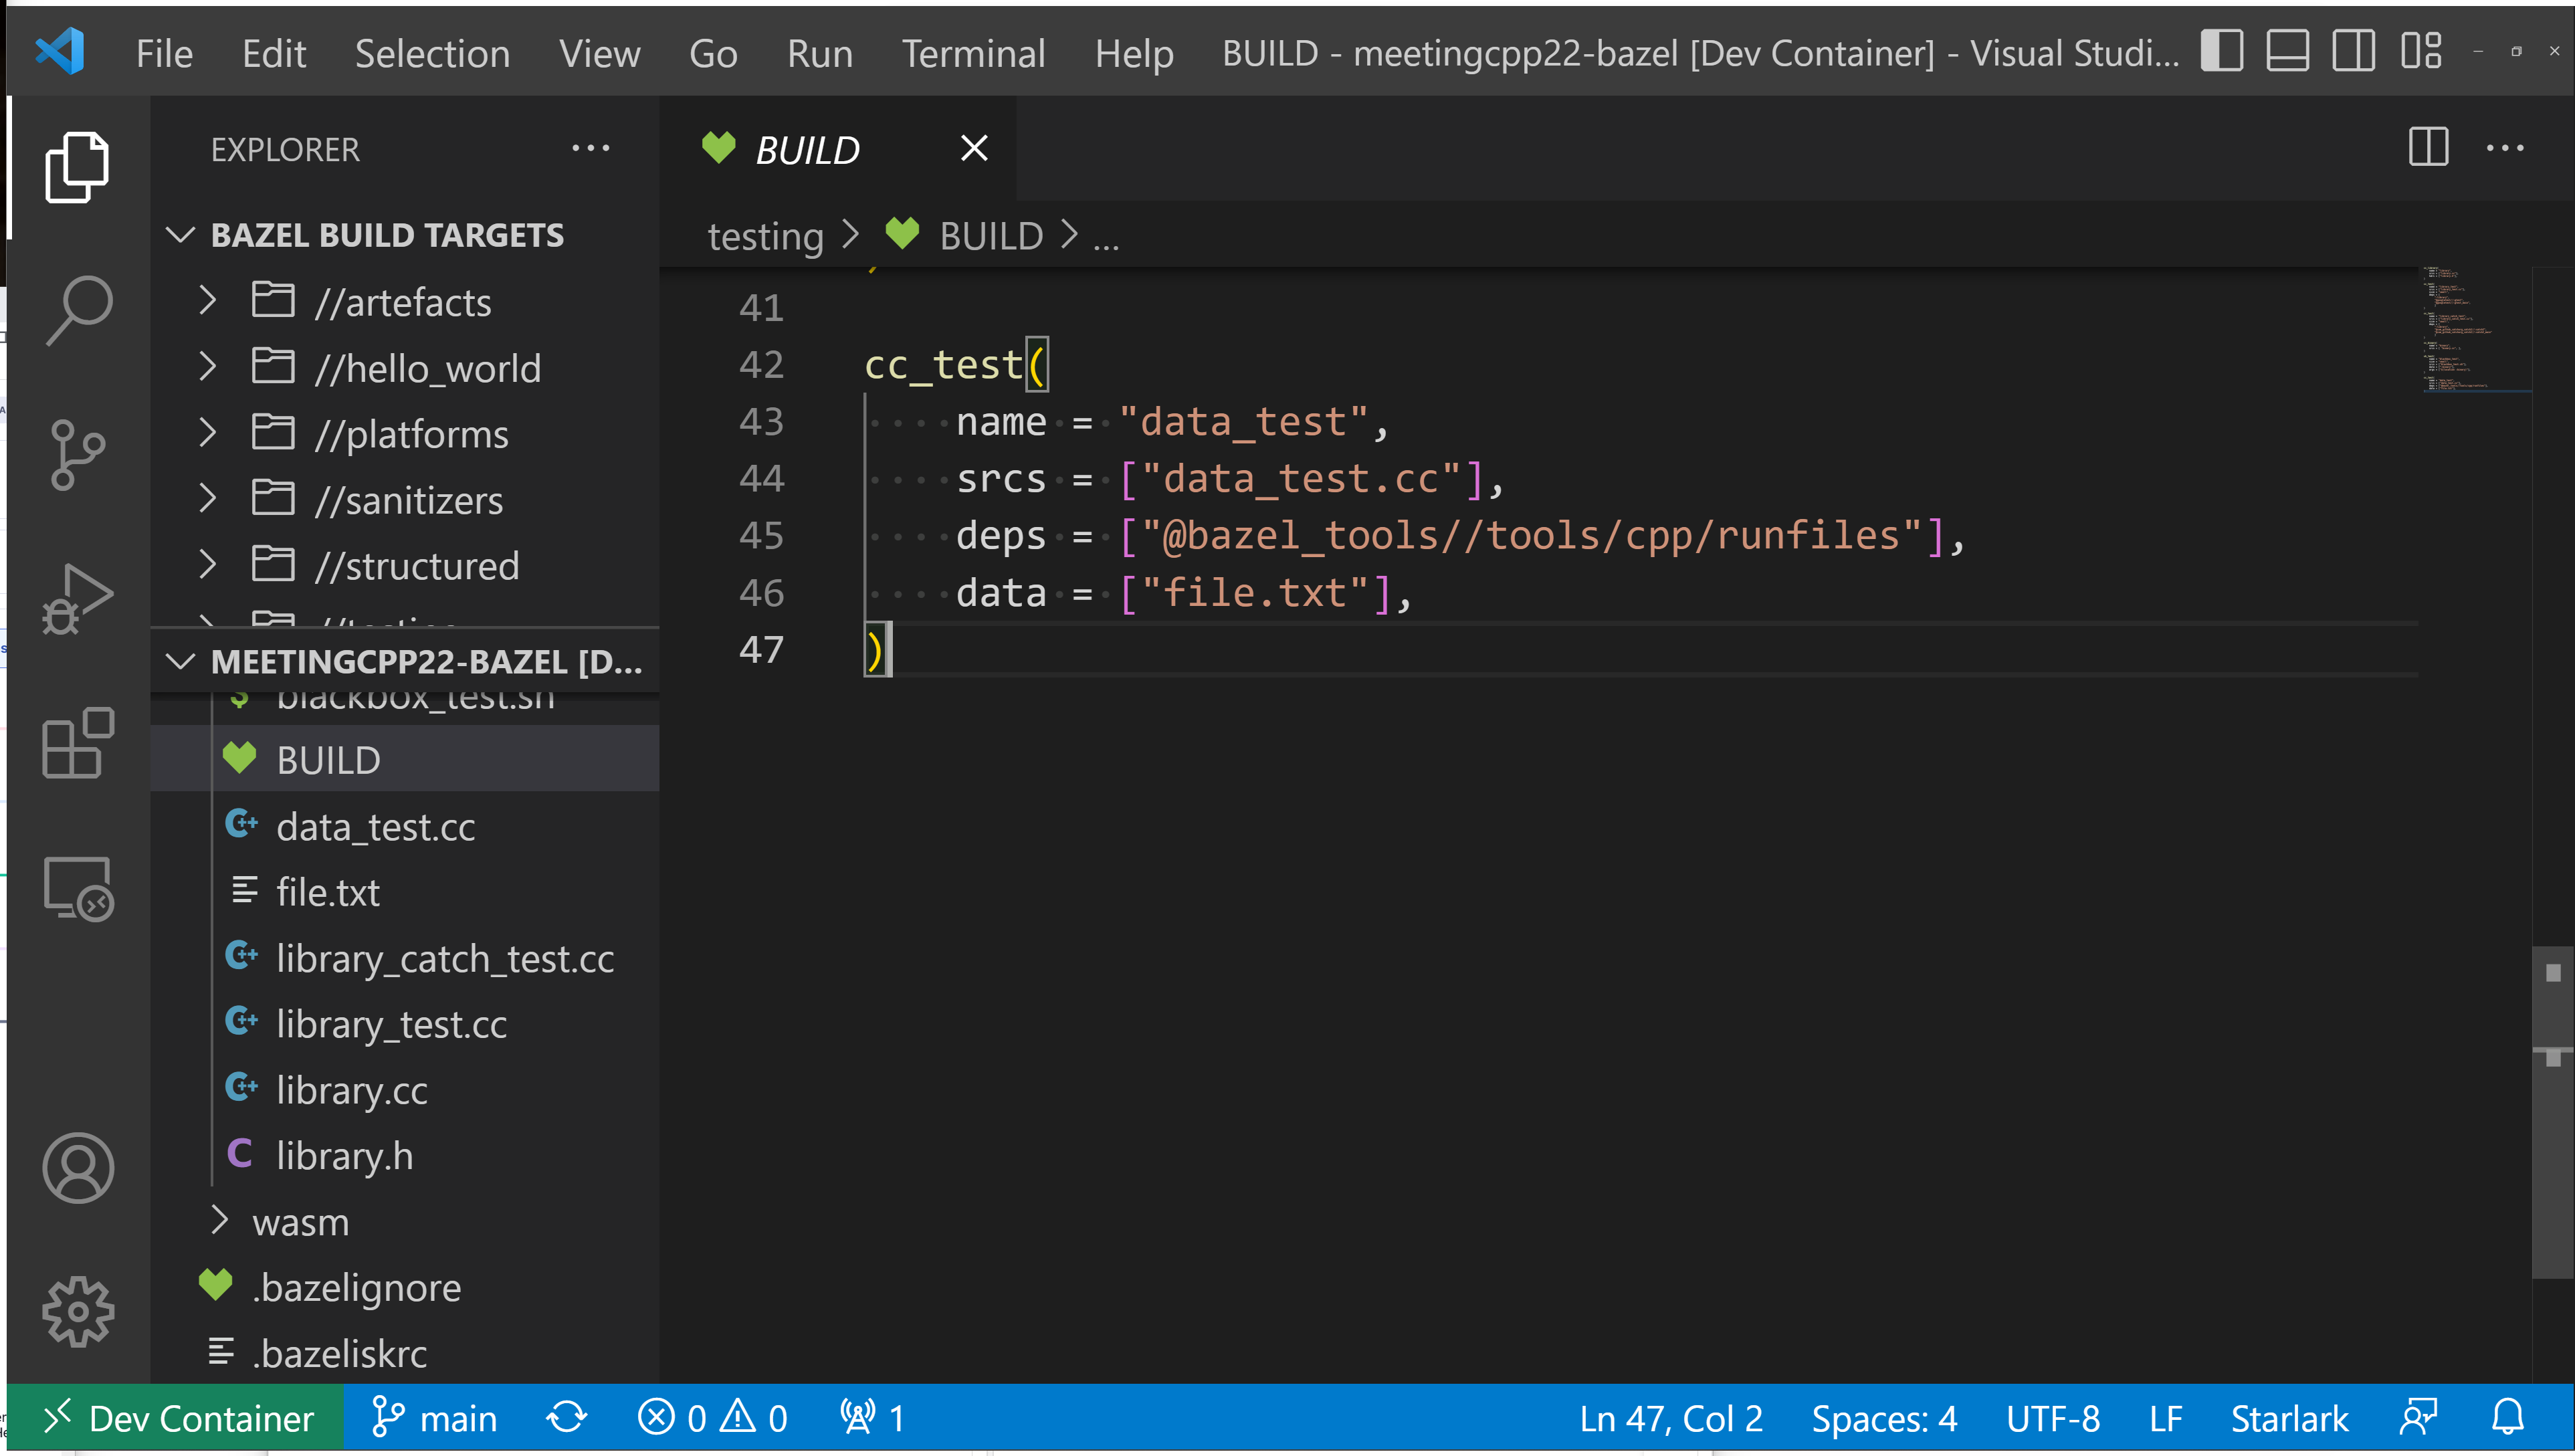 File Edit Selection View Go Run Terminal Help BUILD - meetingcpp22-bazel [Dev Container] - Visual Studi...
EXPLORER
BUILD
BAZEL BUILD TARGETS
testing > BUILD > ...
//artefacts
//hello_world
//platforms
//sanitizers
//structured
//testing
MEETINGCPP22-BAZEL [D...
blackbox_test.sh
BUILD
data_test.cc
file.txt
library_catch_test.cc
library_test.cc
library.cc
library.h
wasm
.bazelignore
.bazeliskrc
41
42 cc_test(
43 name = "data_test",
44 srcs = ["data_test.cc"],
45 deps = ["@bazel_tools//tools/cpp/runfiles"],
46 data = ["file.txt"],
47 )
Dev Container main 0 0 1 Ln 47, Col 2 Spaces: 4 UTF-8 LF Starlark